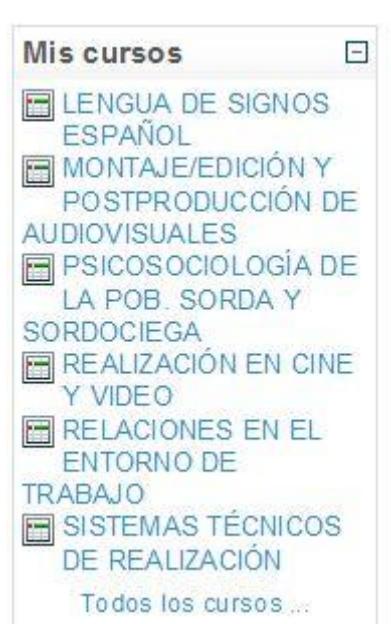 Mis cursos
LENGUA DE SIGNOS
ESPAÑOL
MONTAJE/EDICIÓN Y
POSTPRODUCCIÓN DE
AUDIOVISUALES
PSICOSOCIOLOGÍA DE
LA POB. SORDA Y
SORDOCIEGA
REALIZACIÓN EN CINE
Y VIDEO
RELACIONES EN EL
ENTORNO DE
TRABAJO
SISTEMAS TÉCNICOS
DE REALIZACIÓN
Todos los cursos ...